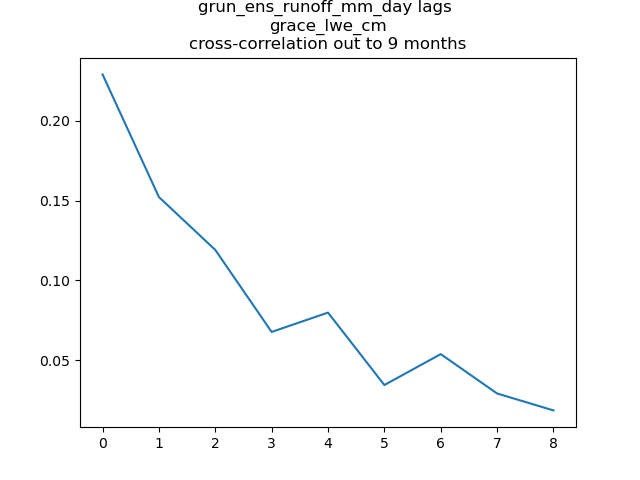 grun_ens_runoff_mm_day lags
grace_lwe_cm
cross-correlation out to 9 months
0.20
0.15
0.10
0.05
0 1 2 3 4 5 6 7 8